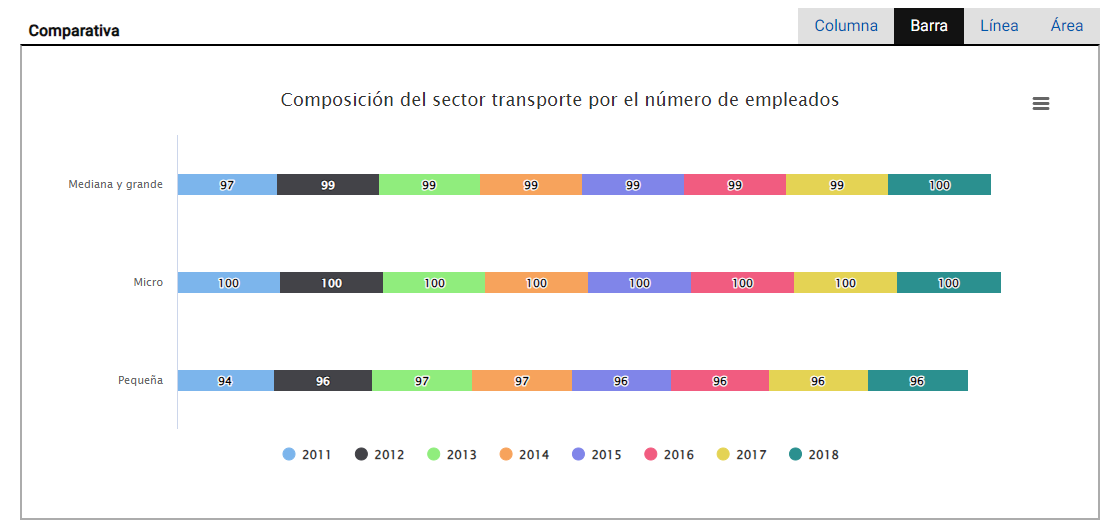 Comparativa
Columna Barra Línea Área
Composición del sector transporte por el número de empleados
Mediana y grande 97 99 99 99 99 99 99 100
Micro 100 100 100 100 100 100 100 100
Pequeña 94 96 97 97 96 96 96 96
2011 2012 2013 2014 2015 2016 2017 2018